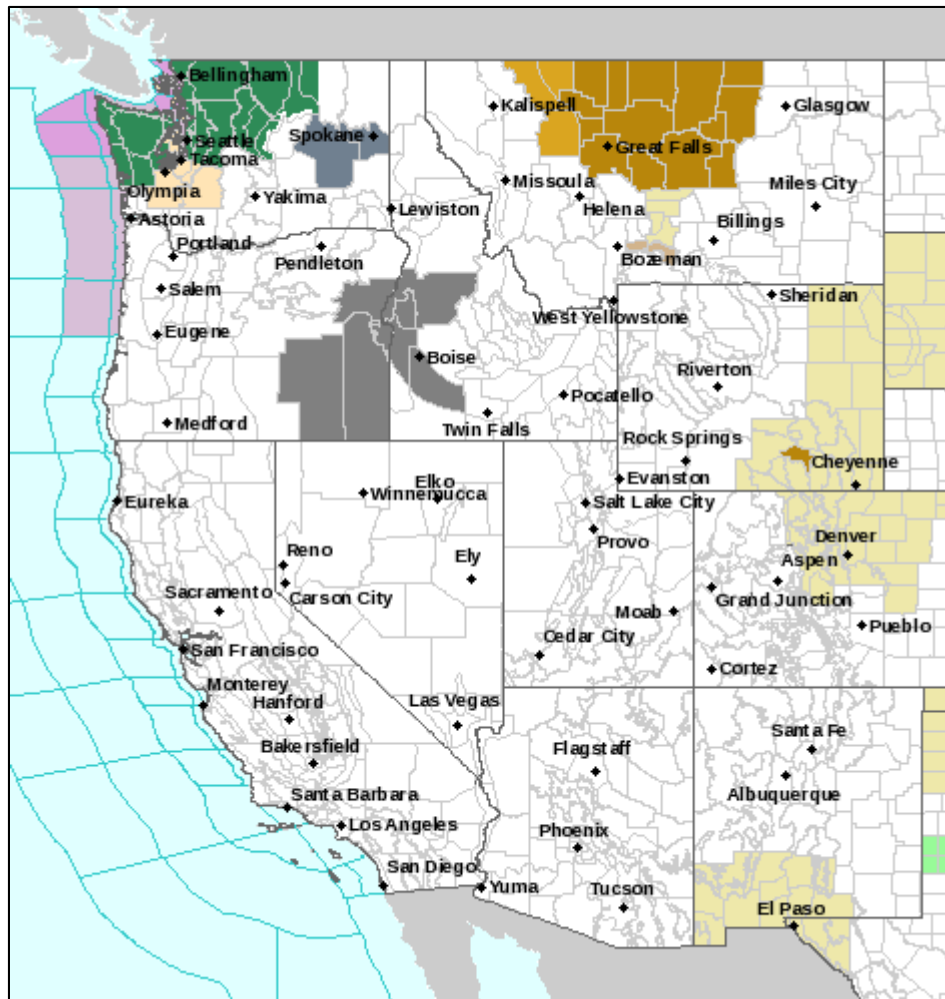 Bellingham
Kalispell
Glasgow
Spokane
Seattle
Great Falls
Tacoma
Missoula
Miles City
Olympia
Yakima
Helena
Lewiston
Astoria
Billings
Portland
Pendleton
Bozeman
Salem
Sheridan
West Yellowstone
Eugene
Boise
Riverton
Pocatello
Medford
Twin Falls
Rock Springs
Cheyenne
Elko
Evanston
Winnemucca
Eureka
Salt Lake City
Provo
Denver
Reno
Ely
Aspen
Sacramento
Carson City
Grand Junction
Moab
Pueblo
Cedar City
San Francisco
Cortez
Monterey
Hanford
Las Vegas
Santa Fe
Bakersfield
Flagstaff
Albuquerque
Santa Barbara
Los Angeles
Phoenix
San Diego
Yuma
Tucson
El Paso